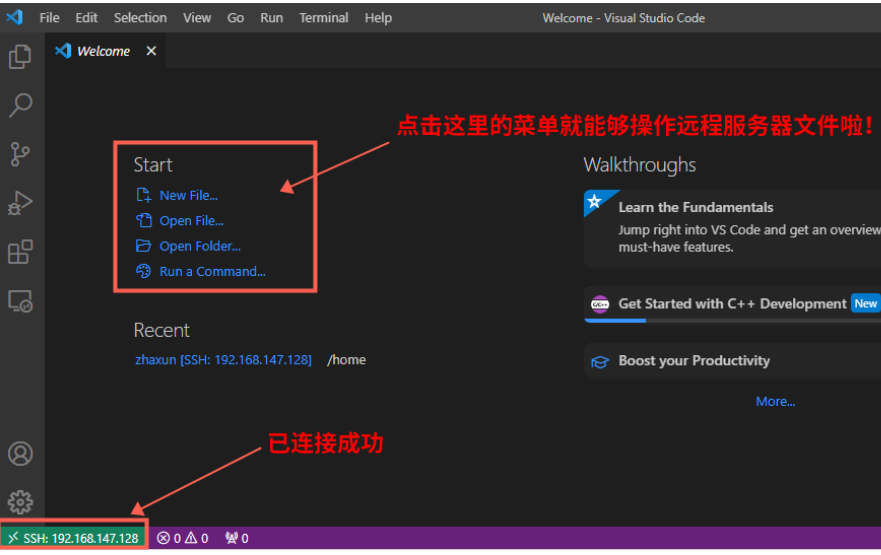 File Edit Selection View Go Run Terminal Help Welcome - Visual Studio Code
Welcome
点击这里的菜单就能够操作远程服务器文件啦!
Start
New File...
Open File...
Open Folder...
Run a Command...
Recent
zhaxun [SSH: 192.168.147.128] /home
Walkthroughs
Learn the Fundamentals
Jump right into VS Code and get an overview
must-have features.
C/C++
Get Started with C++ Development New
Boost your Productivity
More...
已连接成功
SSH: 192.168.147.128 0 0 0